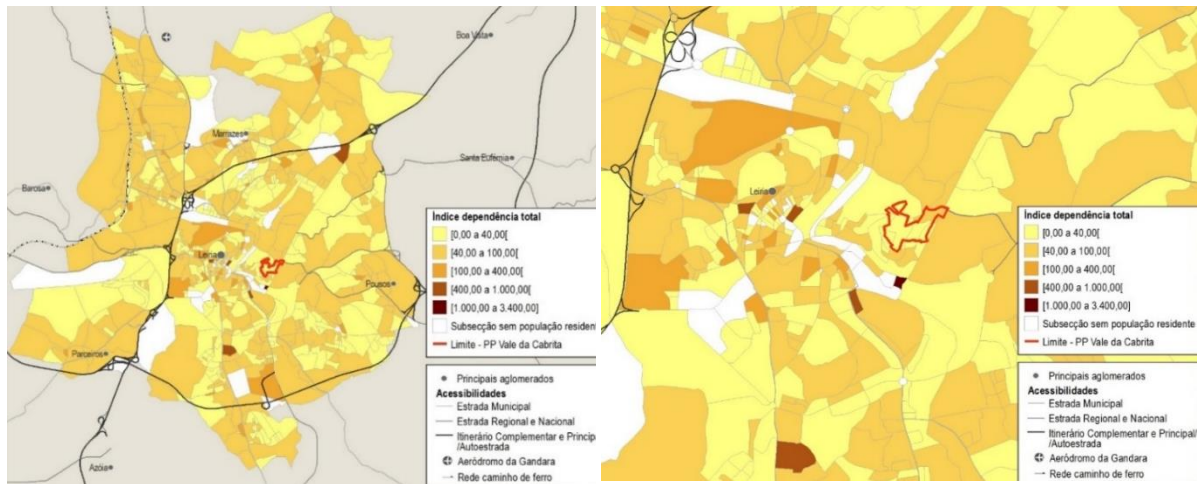 Boa Vista
Marrazes
Santa Eufémia
Barosa
Leiria
Pousos
Parceiros
Azóia
Índice dependência total
[0,00 a 40,00[
[40,00 a 100,00[
[100,00 a 400,00[
[400,00 a 1.000,00[
[1.000,00 a 3.400,00]
Subsecção sem população residente
Limite - PP Vale da Cabrita
Principais aglomerados
Acessibilidades
Estrada Municipal
Estrada Regional e Nacional
Itinerário Complementar e Princip
/Autoestrada
Aeródromo da Gandara
Rede caminho de ferro
Leiria
Índice dependência total
[0,00 a 40,00[
[40,00 a 100,00[
[100,00 a 400,00[
[400,00 a 1.000,00[
[1.000,00 a 3.400,00]
Subsecção sem população residente
Limite - PP Vale da Cabrita
Principais aglomerados
Acessibilidades
Estrada Municipal
Estrada Regional e Nacional
Itinerário Complementar e Principal
/Autoestrada
Aeródromo da Gandara
Rede caminho de ferro